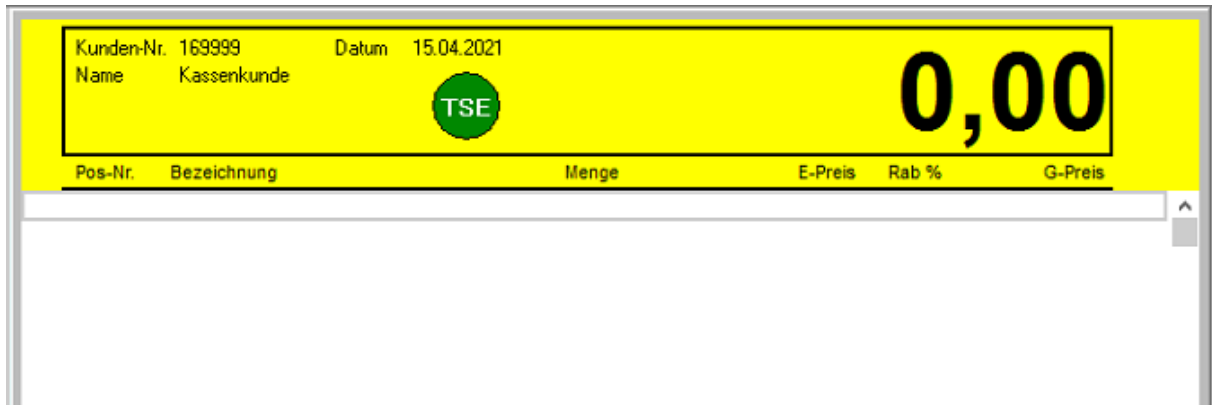 Kunden-Nr. 169999 Datum 15.04.2021
Name Kassenkunde
TSE
0,00
Pos-Nr. Bezeichnung Menge E-Preis Rab % G-Preis